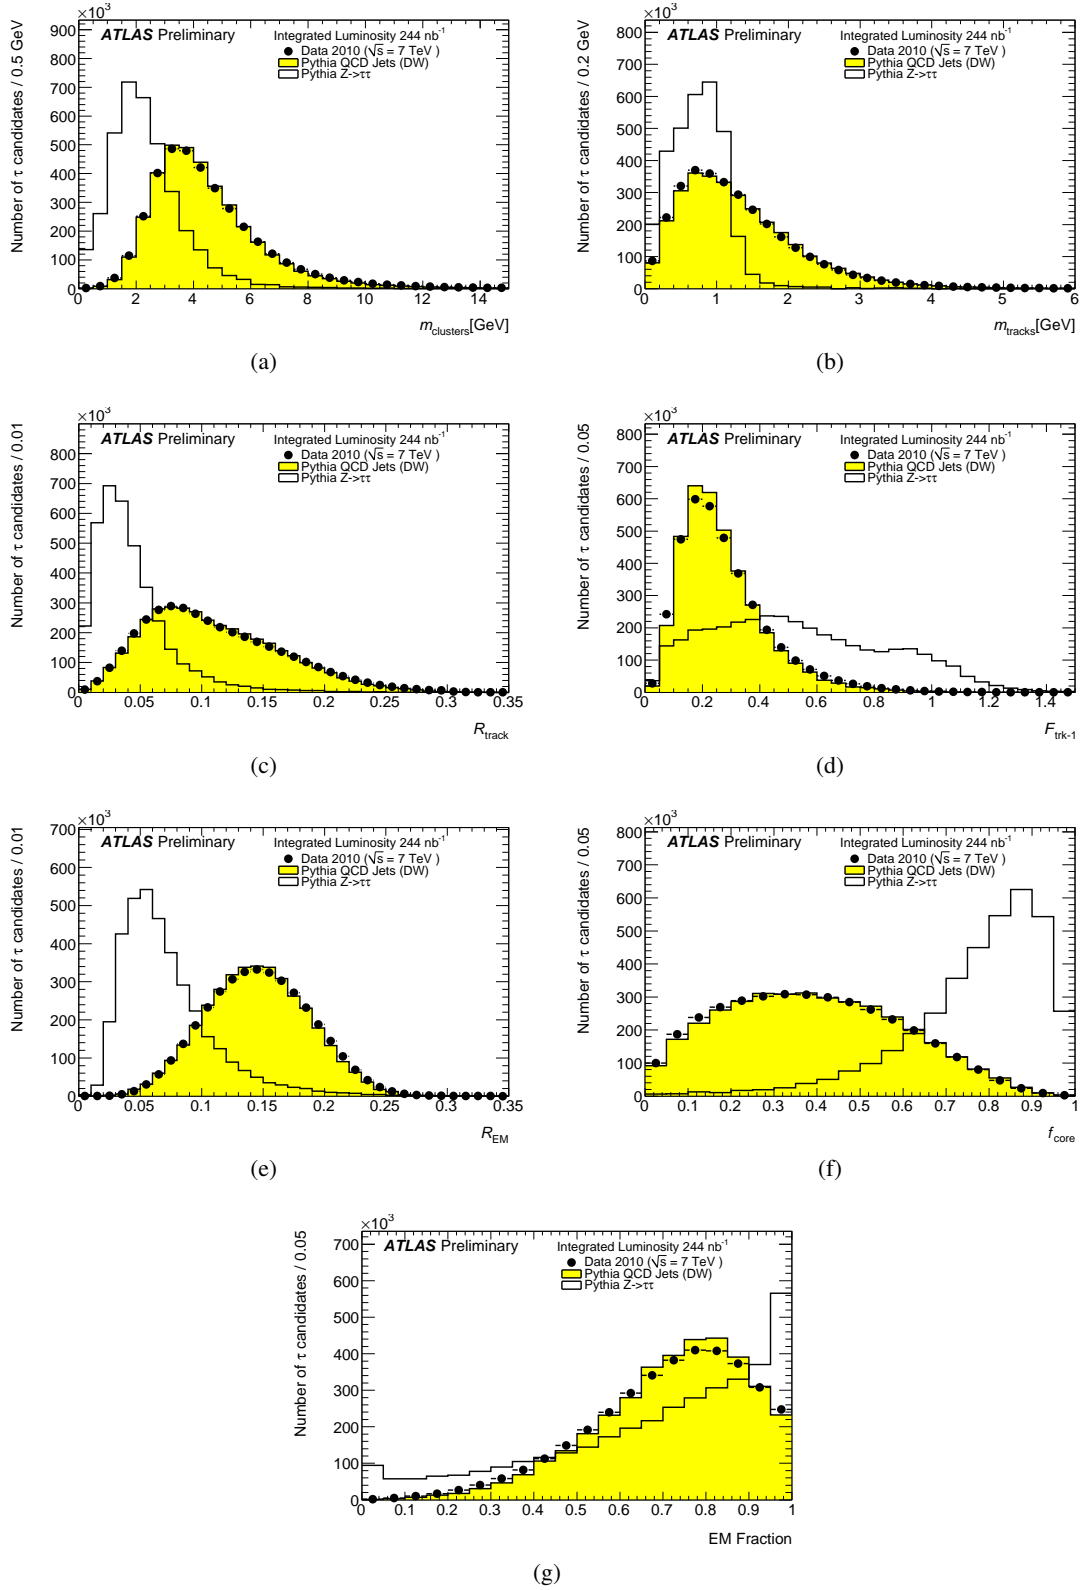 ×10³
ATLAS Preliminary
Integrated Luminosity 244 nb⁻¹
Data 2010 (√s = 7 TeV )
Pythia QCD Jets (DW)
Pythia Z->ττ
Number of τ candidates / 0.5 GeV
900
800
700
600
500
400
300
200
100
0
0 2 4 6 8 10 12 14
m_clusters[GeV]
(a)
×10³
ATLAS Preliminary
Integrated Luminosity 244 nb⁻¹
Data 2010 (√s = 7 TeV )
Pythia QCD Jets (DW)
Pythia Z->ττ
Number of τ candidates / 0.2 GeV
800
700
600
500
400
300
200
100
0
0 1 2 3 4 5 6
m_tracks[GeV]
(b)
×10³
ATLAS Preliminary
Integrated Luminosity 244 nb⁻¹
Data 2010 (√s = 7 TeV )
Pythia QCD Jets (DW)
Pythia Z->ττ
Number of τ candidates / 0.01
800
700
600
500
400
300
200
100
0
0 0.05 0.1 0.15 0.2 0.25 0.3 0.35
R_track
(c)
×10³
ATLAS Preliminary
Integrated Luminosity 244 nb⁻¹
Data 2010 (√s = 7 TeV )
Pythia QCD Jets (DW)
Pythia Z->ττ
Number of τ candidates / 0.05
800
700
600
500
400
300
200
100
0
0 0.2 0.4 0.6 0.8 1 1.2 1.4
F_trk-1
(d)
×10³
ATLAS Preliminary
Integrated Luminosity 244 nb⁻¹
Data 2010 (√s = 7 TeV )
Pythia QCD Jets (DW)
Pythia Z->ττ
Number of τ candidates / 0.01
700
600
500
400
300
200
100
0
0 0.05 0.1 0.15 0.2 0.25 0.3 0.35
R_EM
(e)
×10³
ATLAS Preliminary
Integrated Luminosity 244 nb⁻¹
Data 2010 (√s = 7 TeV )
Pythia QCD Jets (DW)
Pythia Z->ττ
Number of τ candidates / 0.05
800
700
600
500
400
300
200
100
0
0 0.1 0.2 0.3 0.4 0.5 0.6 0.7 0.8 0.9 1
f_core
(f)
×10³
ATLAS Preliminary
Integrated Luminosity 244 nb⁻¹
Data 2010 (√s = 7 TeV )
Pythia QCD Jets (DW)
Pythia Z->ττ
Number of τ candidates / 0.05
700
600
500
400
300
200
100
0
0 0.1 0.2 0.3 0.4 0.5 0.6 0.7 0.8 0.9 1
EM Fraction
(g)